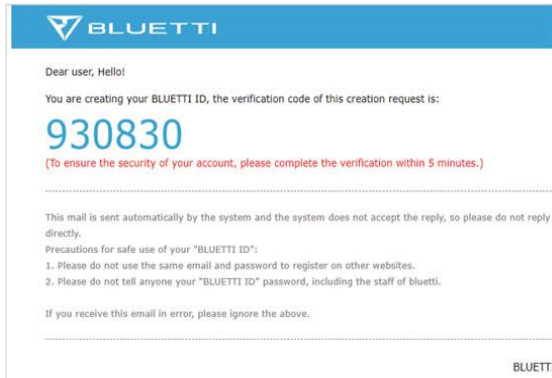 BLUETTI
Dear user, Hello!
You are creating your BLUETTI ID, the verification code of this creation request is:
930830
(To ensure the security of your account, please complete the verification within 5 minutes.)
This mail is sent automatically by the system and the system does not accept the reply, so please do not reply
directly.
Precautions for safe use of your "BLUETTI ID":
1. Please do not use the same email and password to register on other websites.
2. Please do not tell anyone your "BLUETTI ID" password, including the staff of bluetti.
If you receive this email in error, please ignore the above.
BLUETT